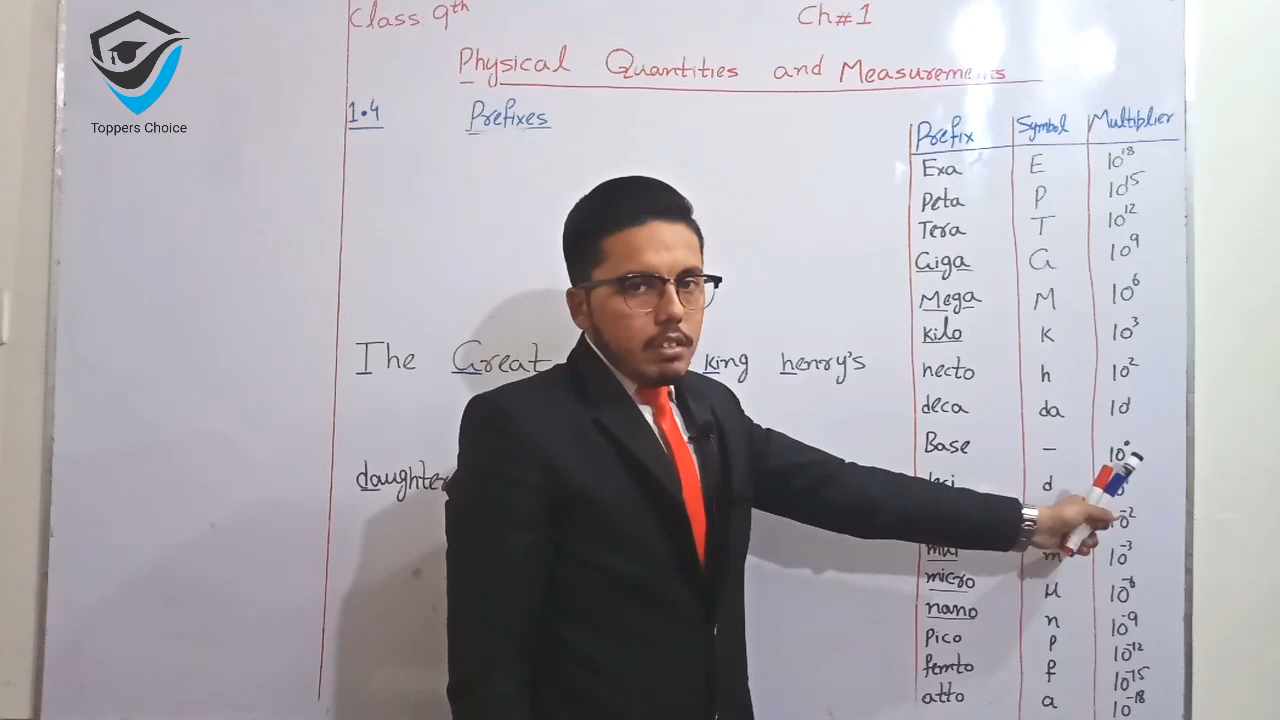 Toppers Choice
Class 9th Ch#1
Physical Quantities and Measurements
1.4 Prefixes
Prefix Symbol Multiplier
Exa E 10^18
Peta P 10^15
Tera T 10^12
Giga G 10^9
Mega M 10^6
kilo k 10^3
hecto h 10^2
deca da 10^1
Base – 10^0
d
10^-2
m 10^-3
micro μ 10^-6
nano n 10^-9
Pico p 10^-12
femto f 10^-15
atto a 10^-18
The Great king henry's